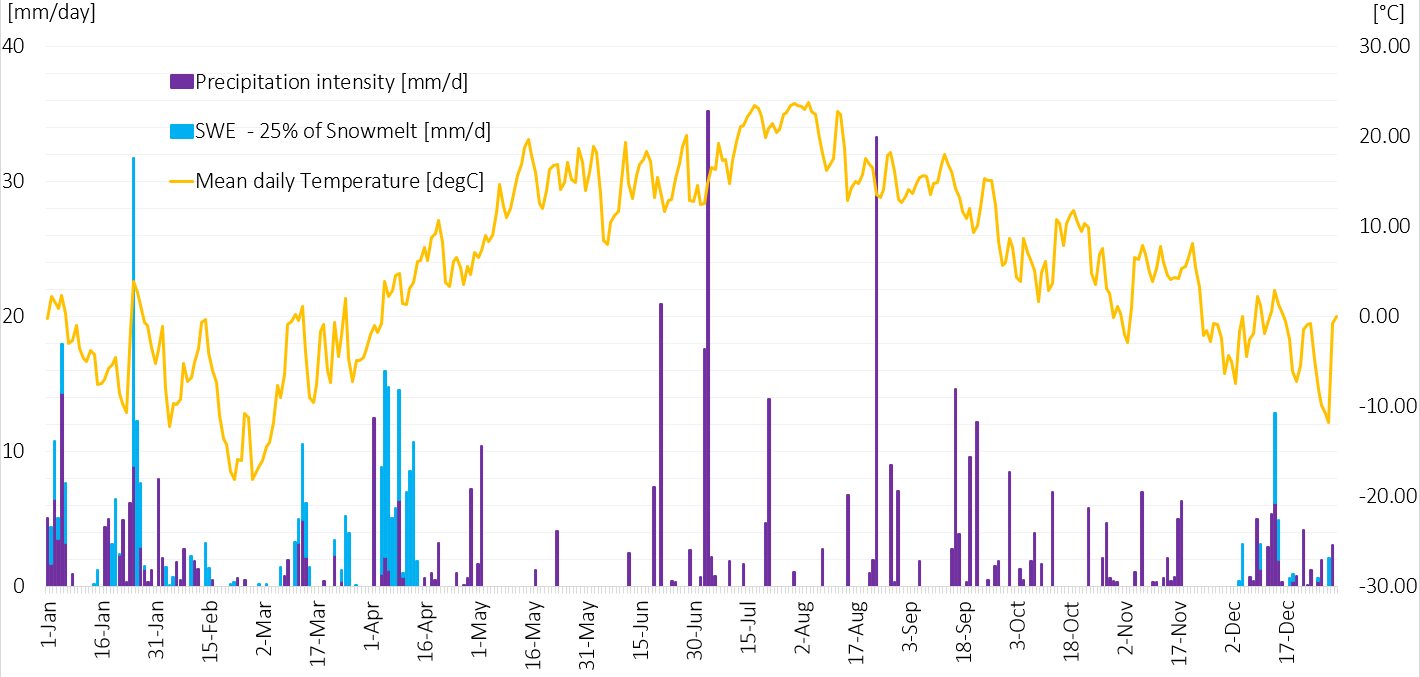 [mm/day] [°C]
40 30.00
Precipitation intensity [mm/d]
SWE - 25% of Snowmelt [mm/d]
20.00
30
Mean daily Temperature [degC]
10.00
20 0.00
-10.00
10
-20.00
0 -30.00
1-Jan 16-Jan 31-Jan 15-Feb 2-Mar 17-Mar 1-Apr 16-Apr 1-May 16-May 31-May 15-Jun 30-Jun 15-Jul 2-Aug 17-Aug 3-Sep 18-Sep 3-Oct 18-Oct 2-Nov 17-Nov 2-Dec 17-Dec